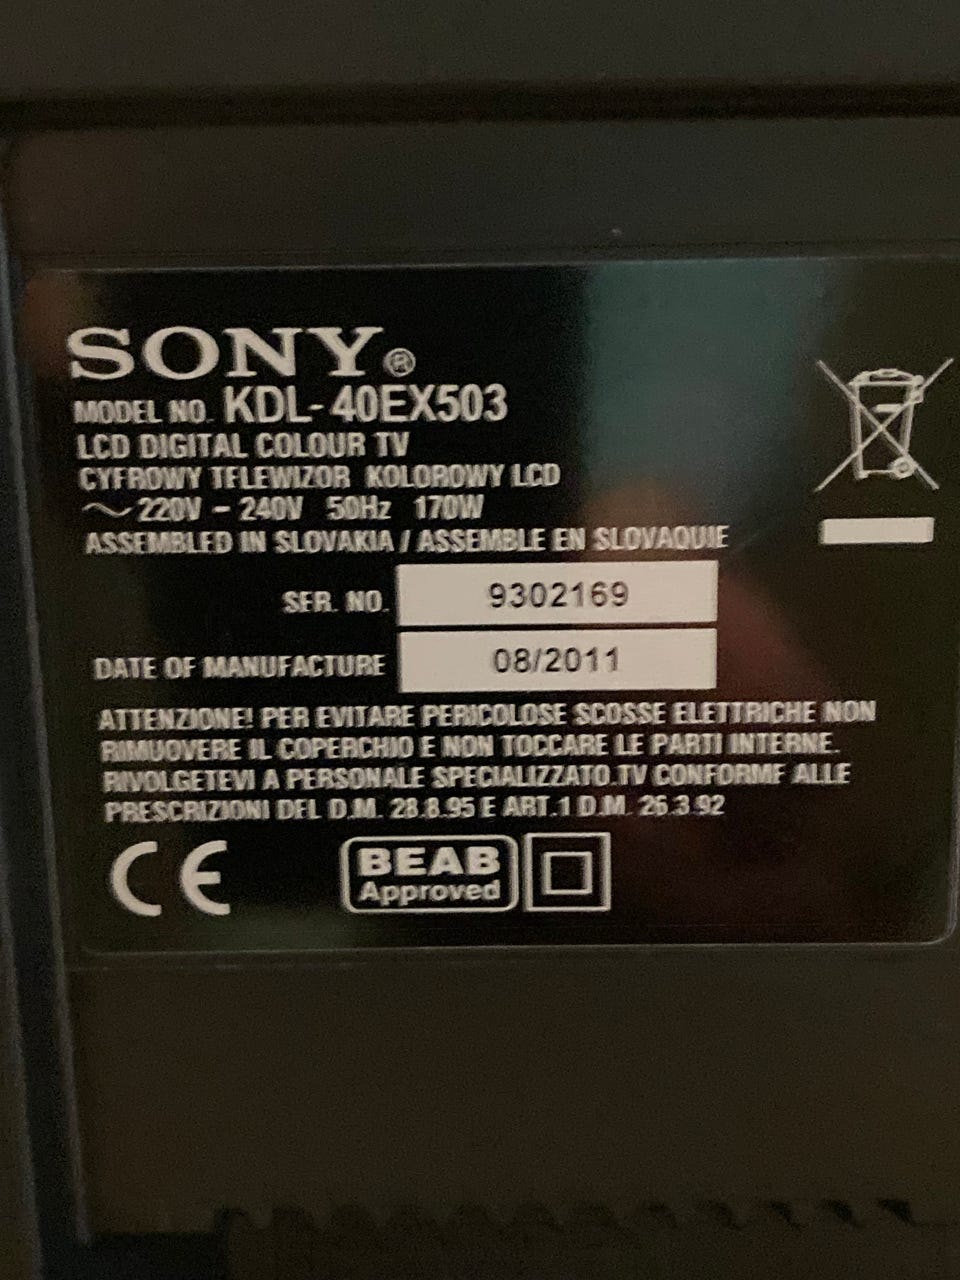 SONY®
MODEL NO. KDL-40EX503
LCD DIGITAL COLOUR TV
CYFROWY TELEWIZOR KOLOROWY LCD
~ 220V - 240V 50Hz 170W
ASSEMBLED IN SLOVAKIA / ASSEMBLE EN SLOVAQUIE
SER. NO. 9302169
DATE OF MANUFACTURE 08/2011
ATTENZIONE! PER EVITARE PERICOLOSE SCOSSE ELETTRICHE NON
RIMUOVERE IL COPERCHIO E NON TOCCARE LE PARTI INTERNE.
RIVOLGETEVI A PERSONALE SPECIALIZZATO.TV CONFORME ALLE
PRESCRIZIONI DEL D.M. 28.8.95 E ART.1 D.M. 26.3.92
CE
BEAB
Approved